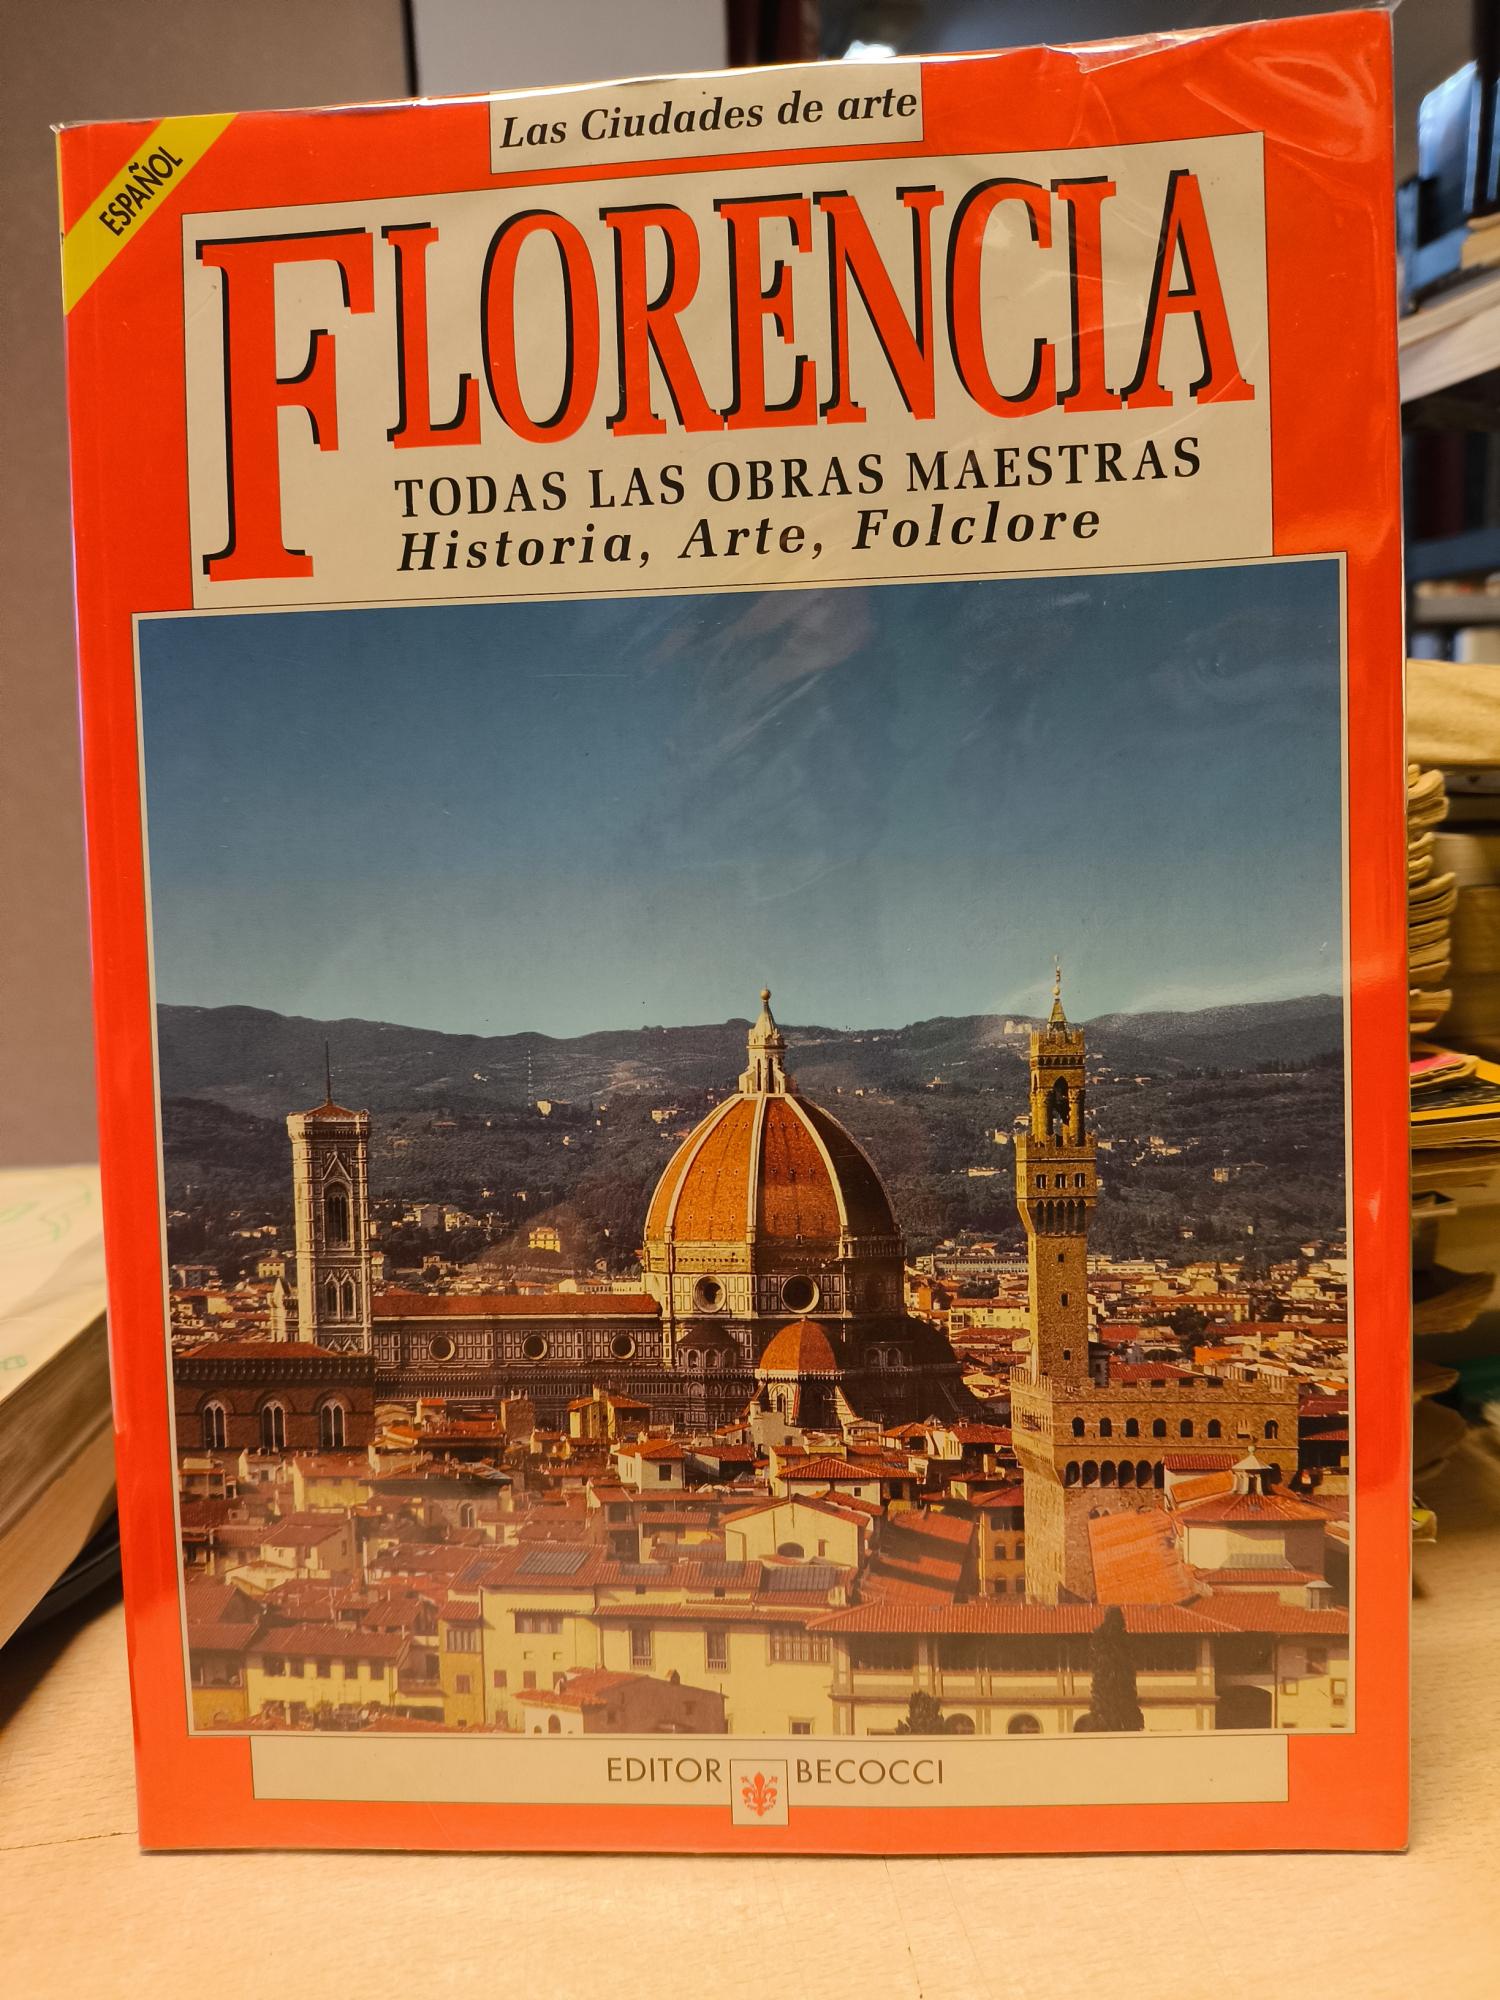 Las Ciudades de arte
ESPAÑOL
FLORENCIA
TODAS LAS OBRAS MAESTRAS
Historia, Arte, Folclore
EDITOR BECOCCI